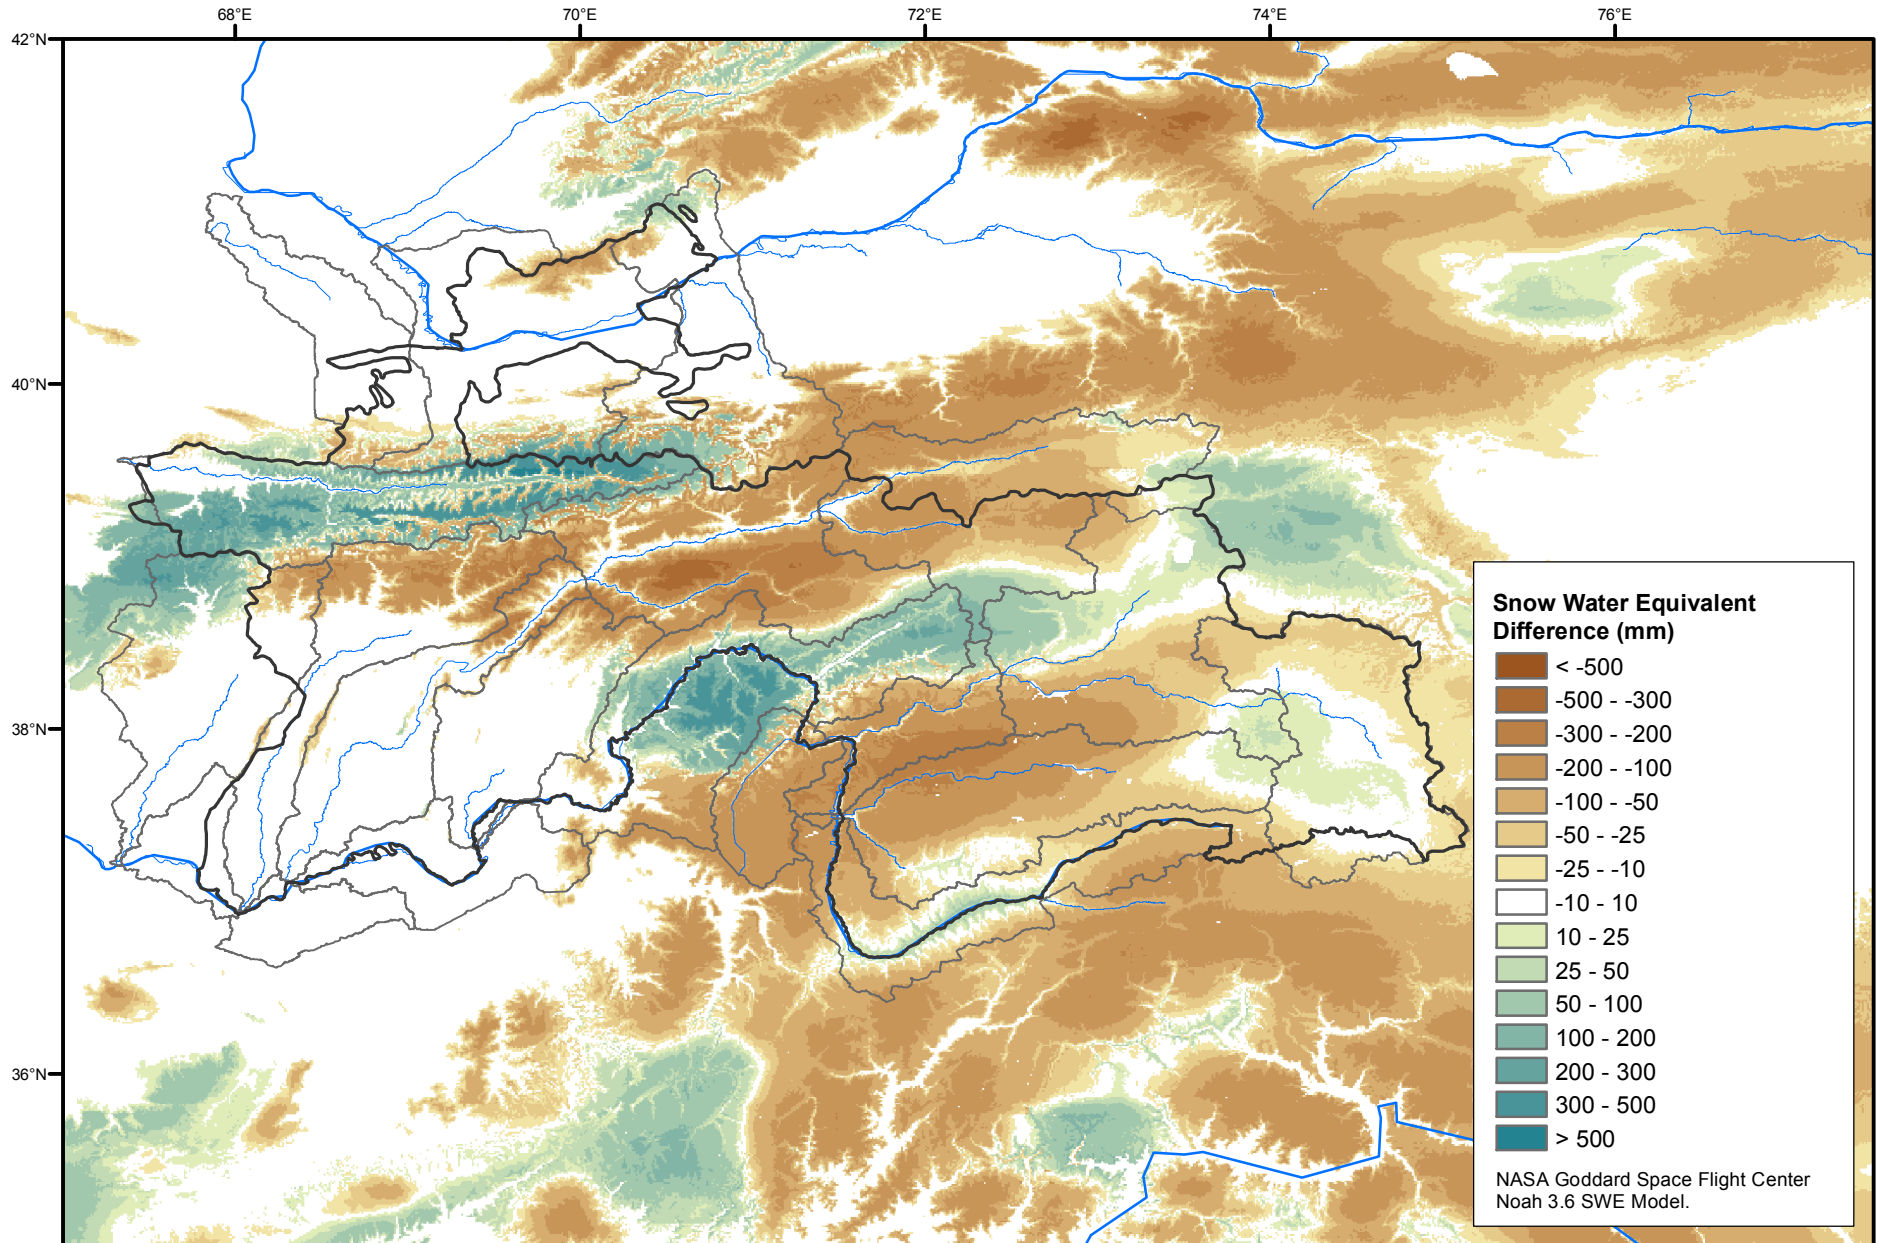 68°E
70°E
72°E
74°E
76°E
42°N
40°N
38°N
36°N
Snow Water Equivalent
Difference (mm)
< -500
-500 - -300
-300 - -200
-200 - -100
-100 - -50
-50 - -25
-25 - -10
-10 - 10
10 - 25
25 - 50
50 - 100
100 - 200
200 - 300
300 - 500
> 500
NASA Goddard Space Flight Center
Noah 3.6 SWE Model.